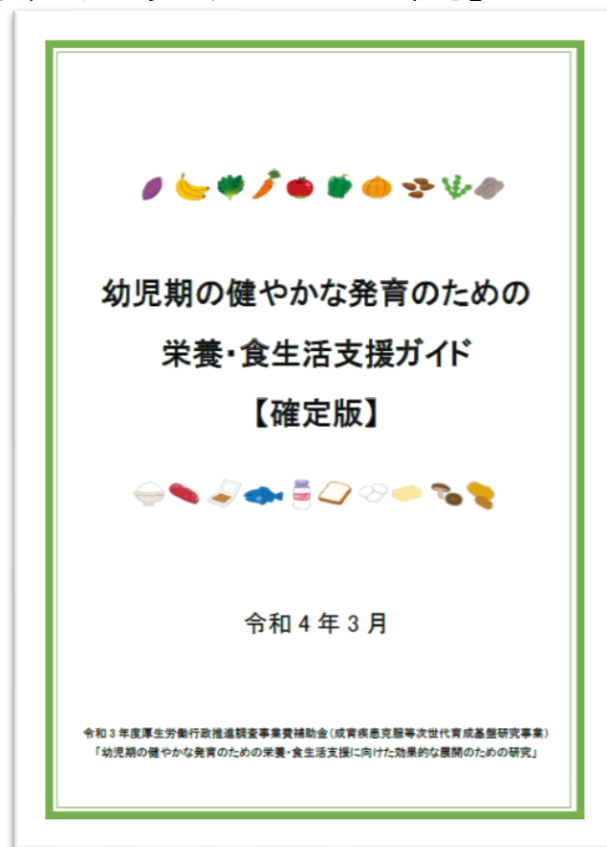 幼児期の健やかな発育のための
栄養・食生活支援ガイド
【確定版】
令和4年3月
令和3年度厚生労働行政推進調査事業費補助金(成育疾患克服等次世代育成基盤研究事業)
「幼児期の健やかな発育のための栄養・食生活支援に向けた効果的な展開のための研究」